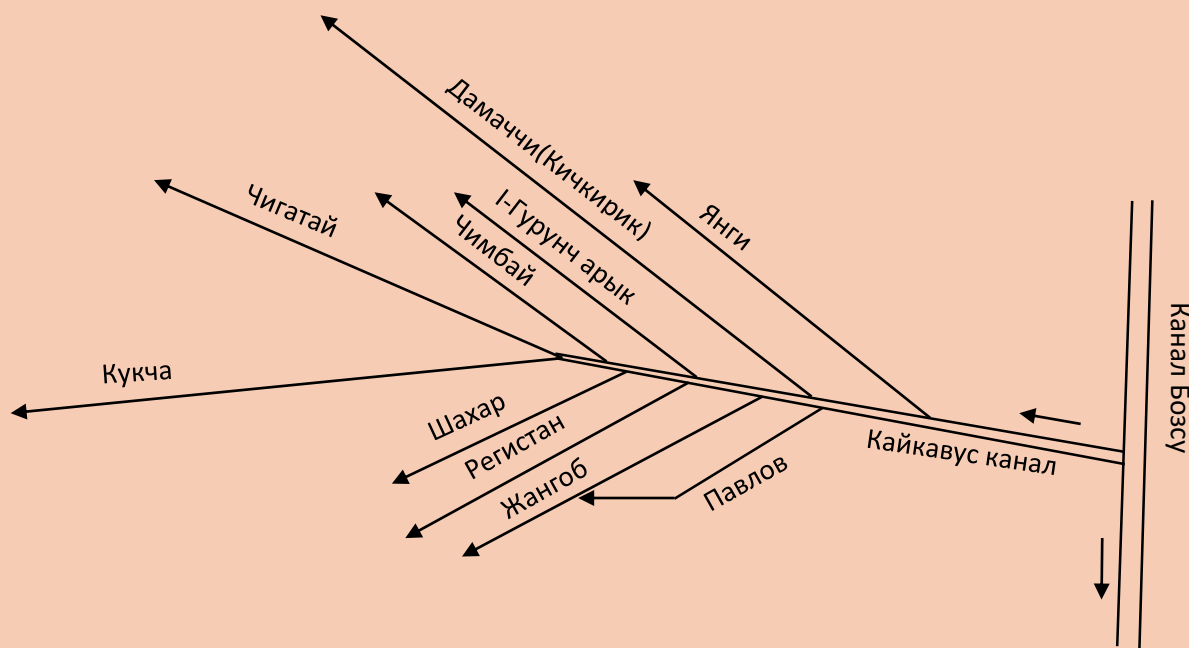 Дамаччи(Кичкирик)
Янги
Чигатай
I-Гурунч арык
Чимбай
Канал Бозсу
Кукча
Шахар
Регистан
Жангоб
Павлов
Кайкавус канал